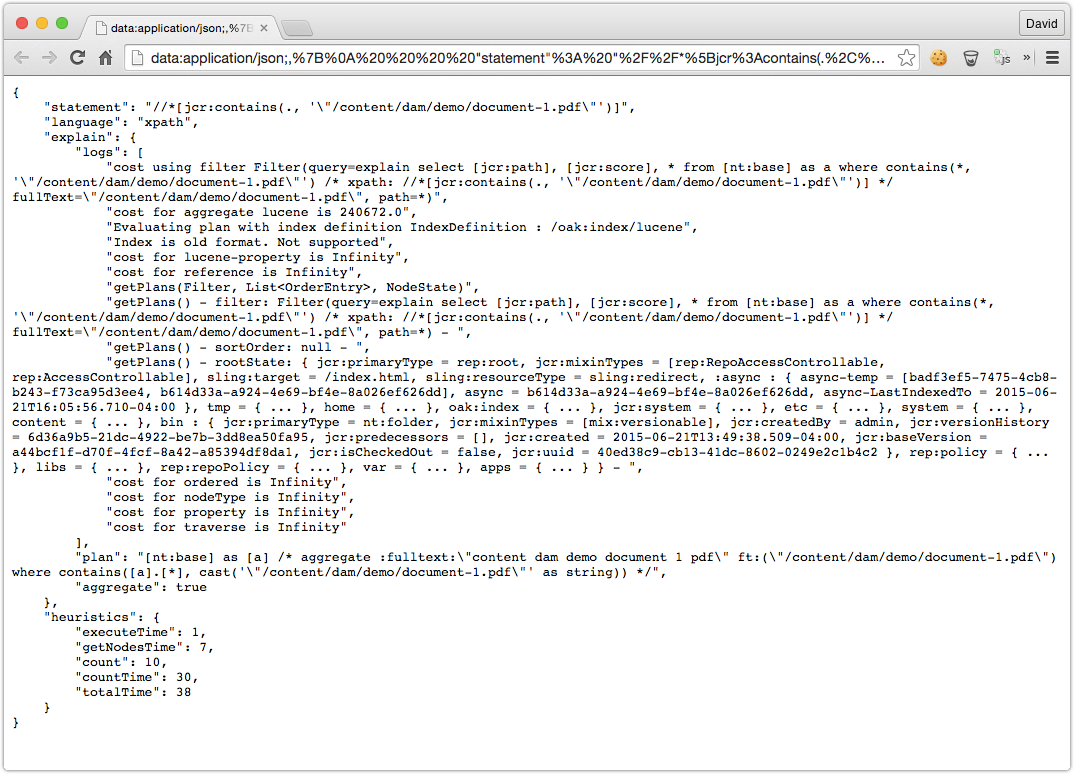 data:application/json;,%7B
David
data:application/json;,%7B%0A%20%20%20%20"statement"%3A%20"%2F%2F*%5Bjcr%3Acontains(.%2C%...
js
»
{
    "statement": "//*[jcr:contains(., '\"/content/dam/demo/document-1.pdf\"')]",
    "language": "xpath",
    "explain": {
        "logs": [
            "cost using filter Filter(query=explain select [jcr:path], [jcr:score], * from [nt:base] as a where contains(*,
'\"/content/dam/demo/document-1.pdf\"') /* xpath: //*[jcr:contains(., '\"/content/dam/demo/document-1.pdf\"')] */
fullText=\"/content/dam/demo/document-1.pdf\", path=*)",
            "cost for aggregate lucene is 240672.0",
            "Evaluating plan with index definition IndexDefinition : /oak:index/lucene",
            "Index is old format. Not supported",
            "cost for lucene-property is Infinity",
            "cost for reference is Infinity",
            "getPlans(Filter, List<OrderEntry>, NodeState)",
            "getPlans() - filter: Filter(query=explain select [jcr:path], [jcr:score], * from [nt:base] as a where contains(*,
'\"/content/dam/demo/document-1.pdf\"') /* xpath: //*[jcr:contains(., '\"/content/dam/demo/document-1.pdf\"')] */
fullText=\"/content/dam/demo/document-1.pdf\", path=*) - ",
            "getPlans() - sortOrder: null - ",
            "getPlans() - rootState: { jcr:primaryType = rep:root, jcr:mixinTypes = [rep:RepoAccessControllable,
rep:AccessControllable], sling:target = /index.html, sling:resourceType = sling:redirect, :async : { async-temp = [badf3ef5-7475-4cb8-
b243-f73ca95d3ee4, b614d33a-a924-4e69-bf4e-8a026ef626dd], async = b614d33a-a924-4e69-bf4e-8a026ef626dd, async-LastIndexedTo = 2015-06-
21T16:05:56.710-04:00 }, tmp = { ... }, home = { ... }, oak:index = { ... }, jcr:system = { ... }, etc = { ... }, system = { ... },
content = { ... }, bin : { jcr:primaryType = nt:folder, jcr:mixinTypes = [mix:versionable], jcr:createdBy = admin, jcr:versionHistory
= 6d36a9b5-21dc-4922-be7b-3dd8ea50fa95, jcr:predecessors = [], jcr:created = 2015-06-21T13:49:38.509-04:00, jcr:baseVersion =
a44bcf1f-d70f-4fcf-8a42-a85394df8da1, jcr:isCheckedOut = false, jcr:uuid = 40ed38c9-cb13-41dc-8602-0249e2c1b4c2 }, rep:policy = { ...
}, libs = { ... }, rep:repoPolicy = { ... }, var = { ... }, apps = { ... } } - ",
            "cost for ordered is Infinity",
            "cost for nodeType is Infinity",
            "cost for property is Infinity",
            "cost for traverse is Infinity"
        ],
        "plan": "[nt:base] as [a] /* aggregate :fulltext:\"content dam demo document 1 pdf\" ft:(\"/content/dam/demo/document-1.pdf\")
where contains([a].[*], cast('\"/content/dam/demo/document-1.pdf\"' as string)) */",
        "aggregate": true
    },
    "heuristics": {
        "executeTime": 1,
        "getNodesTime": 7,
        "count": 10,
        "countTime": 30,
        "totalTime": 38
    }
}